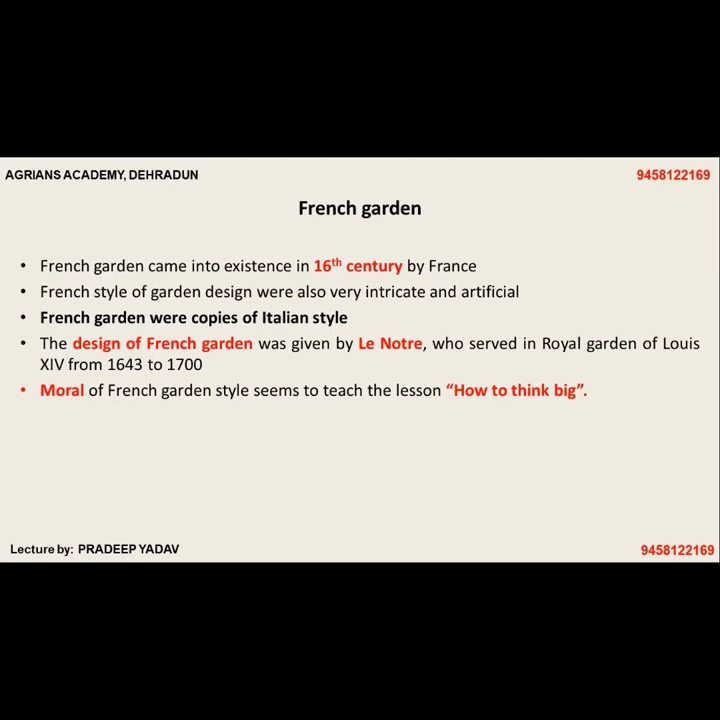 AGRIANS ACADEMY, DEHRADUN 9458122169
French garden
• French garden came into existence in 16th century by France
• French style of garden design were also very intricate and artificial
• French garden were copies of Italian style
• The design of French garden was given by Le Notre, who served in Royal garden of Louis
XIV from 1643 to 1700
• Moral of French garden style seems to teach the lesson “How to think big”.
Lecture by: PRADEEP YADAV 9458122169